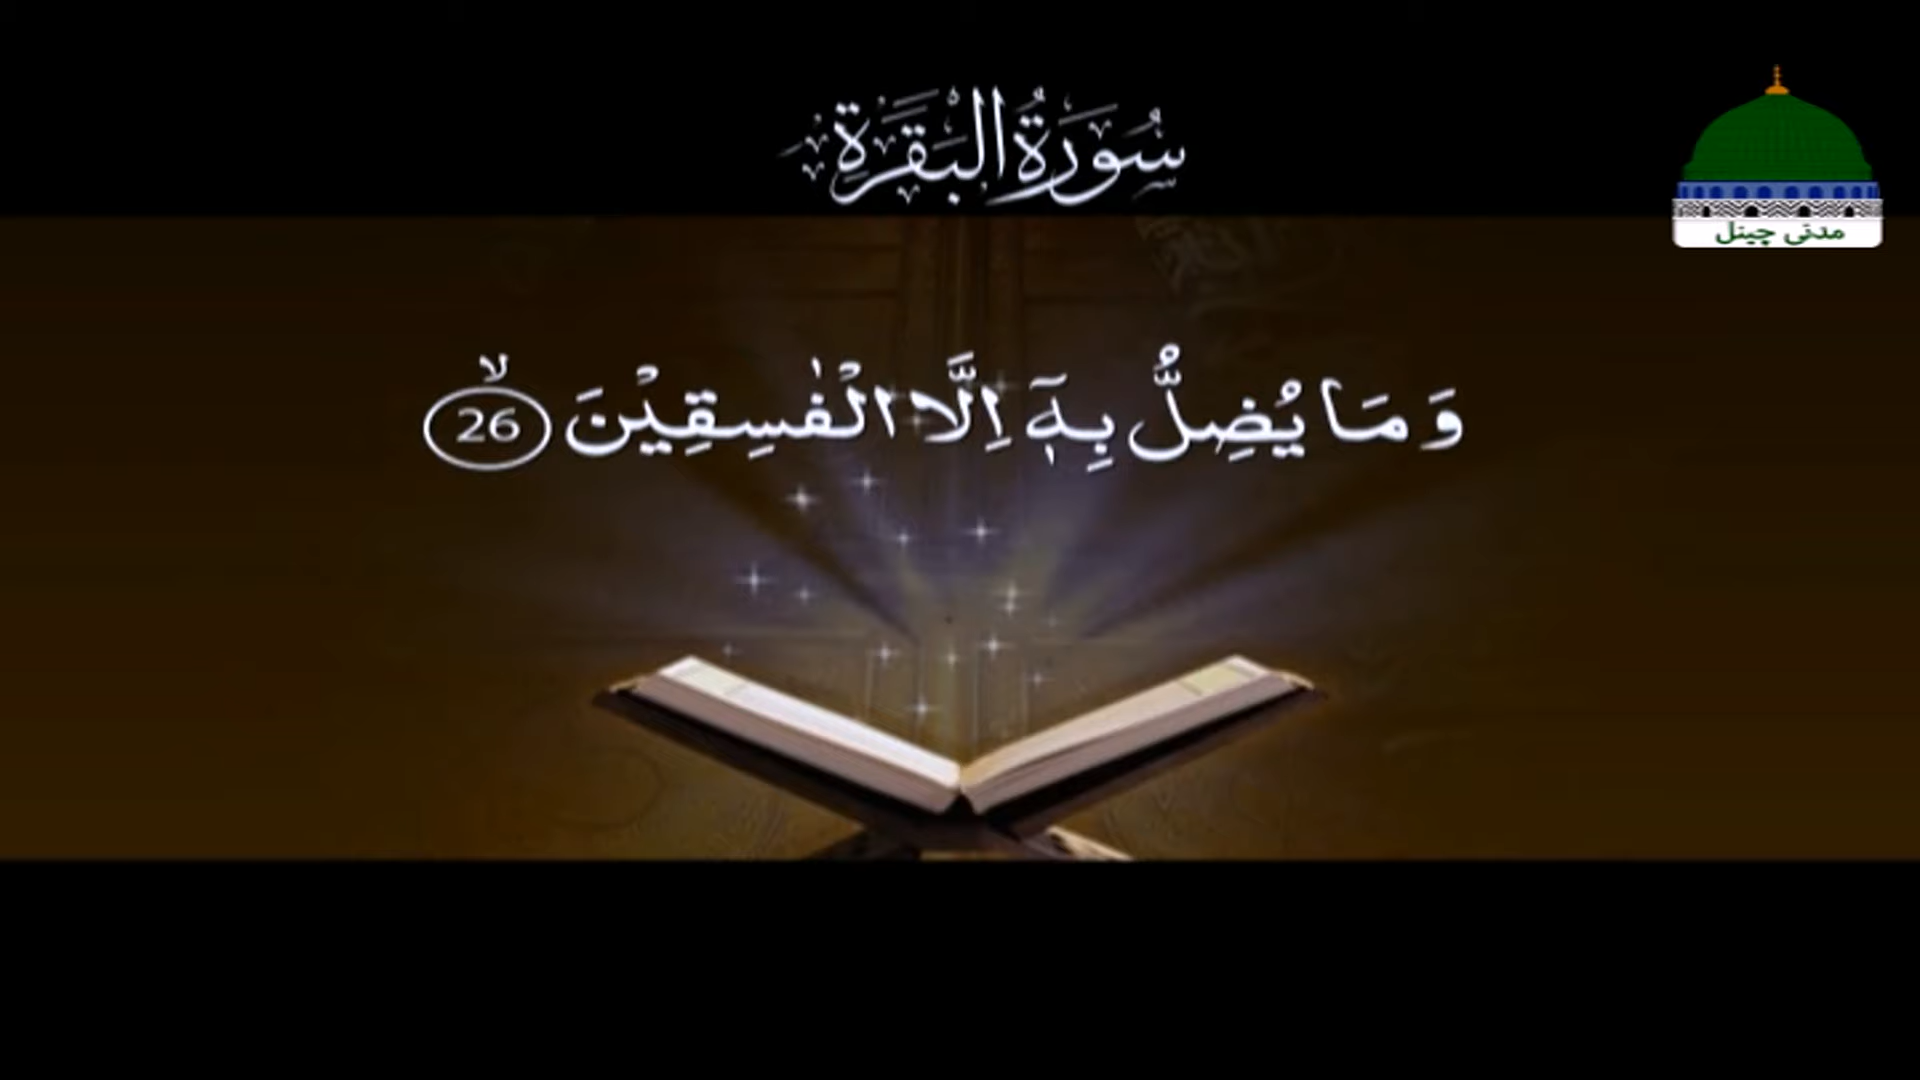 سُوْرَةُ الْبَقَرَةِ
مدنی چینل
وَمَا یُضِلُّ بِہٖۤ اِلَّا الْفٰسِقِیْنَ ۙ 26